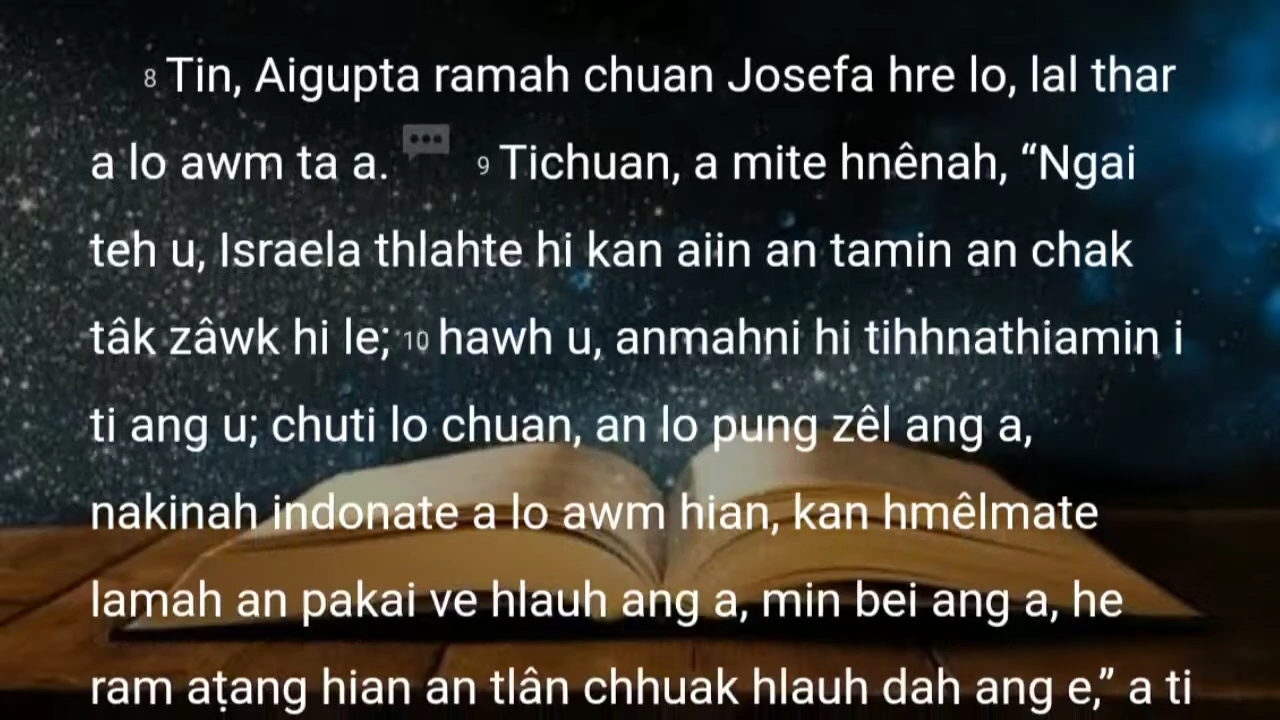 8 Tin, Aigupta ramah chuan Josefa hre lo, lal thar
a lo awm ta a. 9 Tichuan, a mite hnênah, “Ngai
teh u, Israela thlahte hi kan aiin an tamin an chak
tâk zâwk hi le; 10 hawh u, anmahni hi tihhnathiamin i
ti ang u; chuti lo chuan, an lo pung zêl ang a,
nakinah indonate a lo awm hian, kan hmêlmate
lamah an pakai ve hlauh ang a, min bei ang a, he
ram aṭang hian an tlân chhuak hlauh dah ang e,” a ti